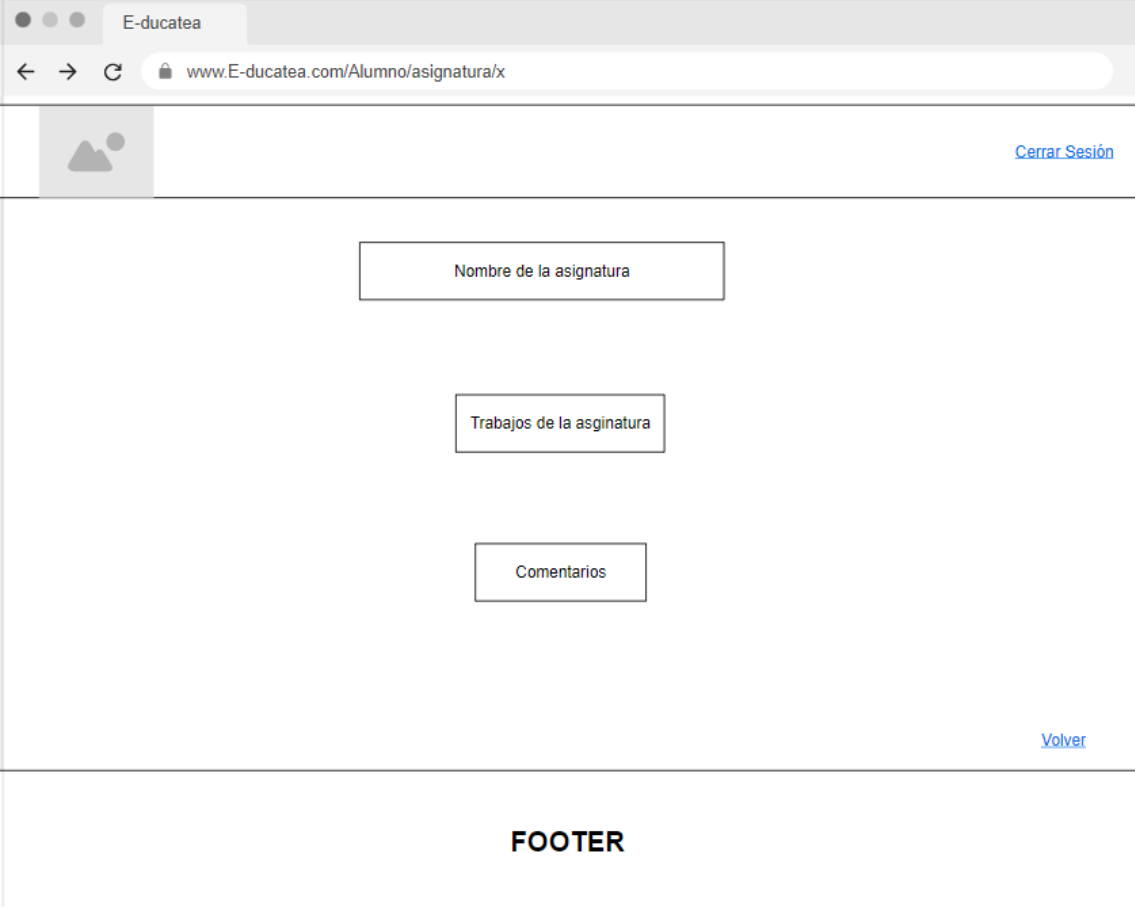 E-ducatea
www.E-ducatea.com/Alumno/asignatura/x
Cerrar Sesión
Nombre de la asignatura
Trabajos de la asginatura
Comentarios
Volver
FOOTER